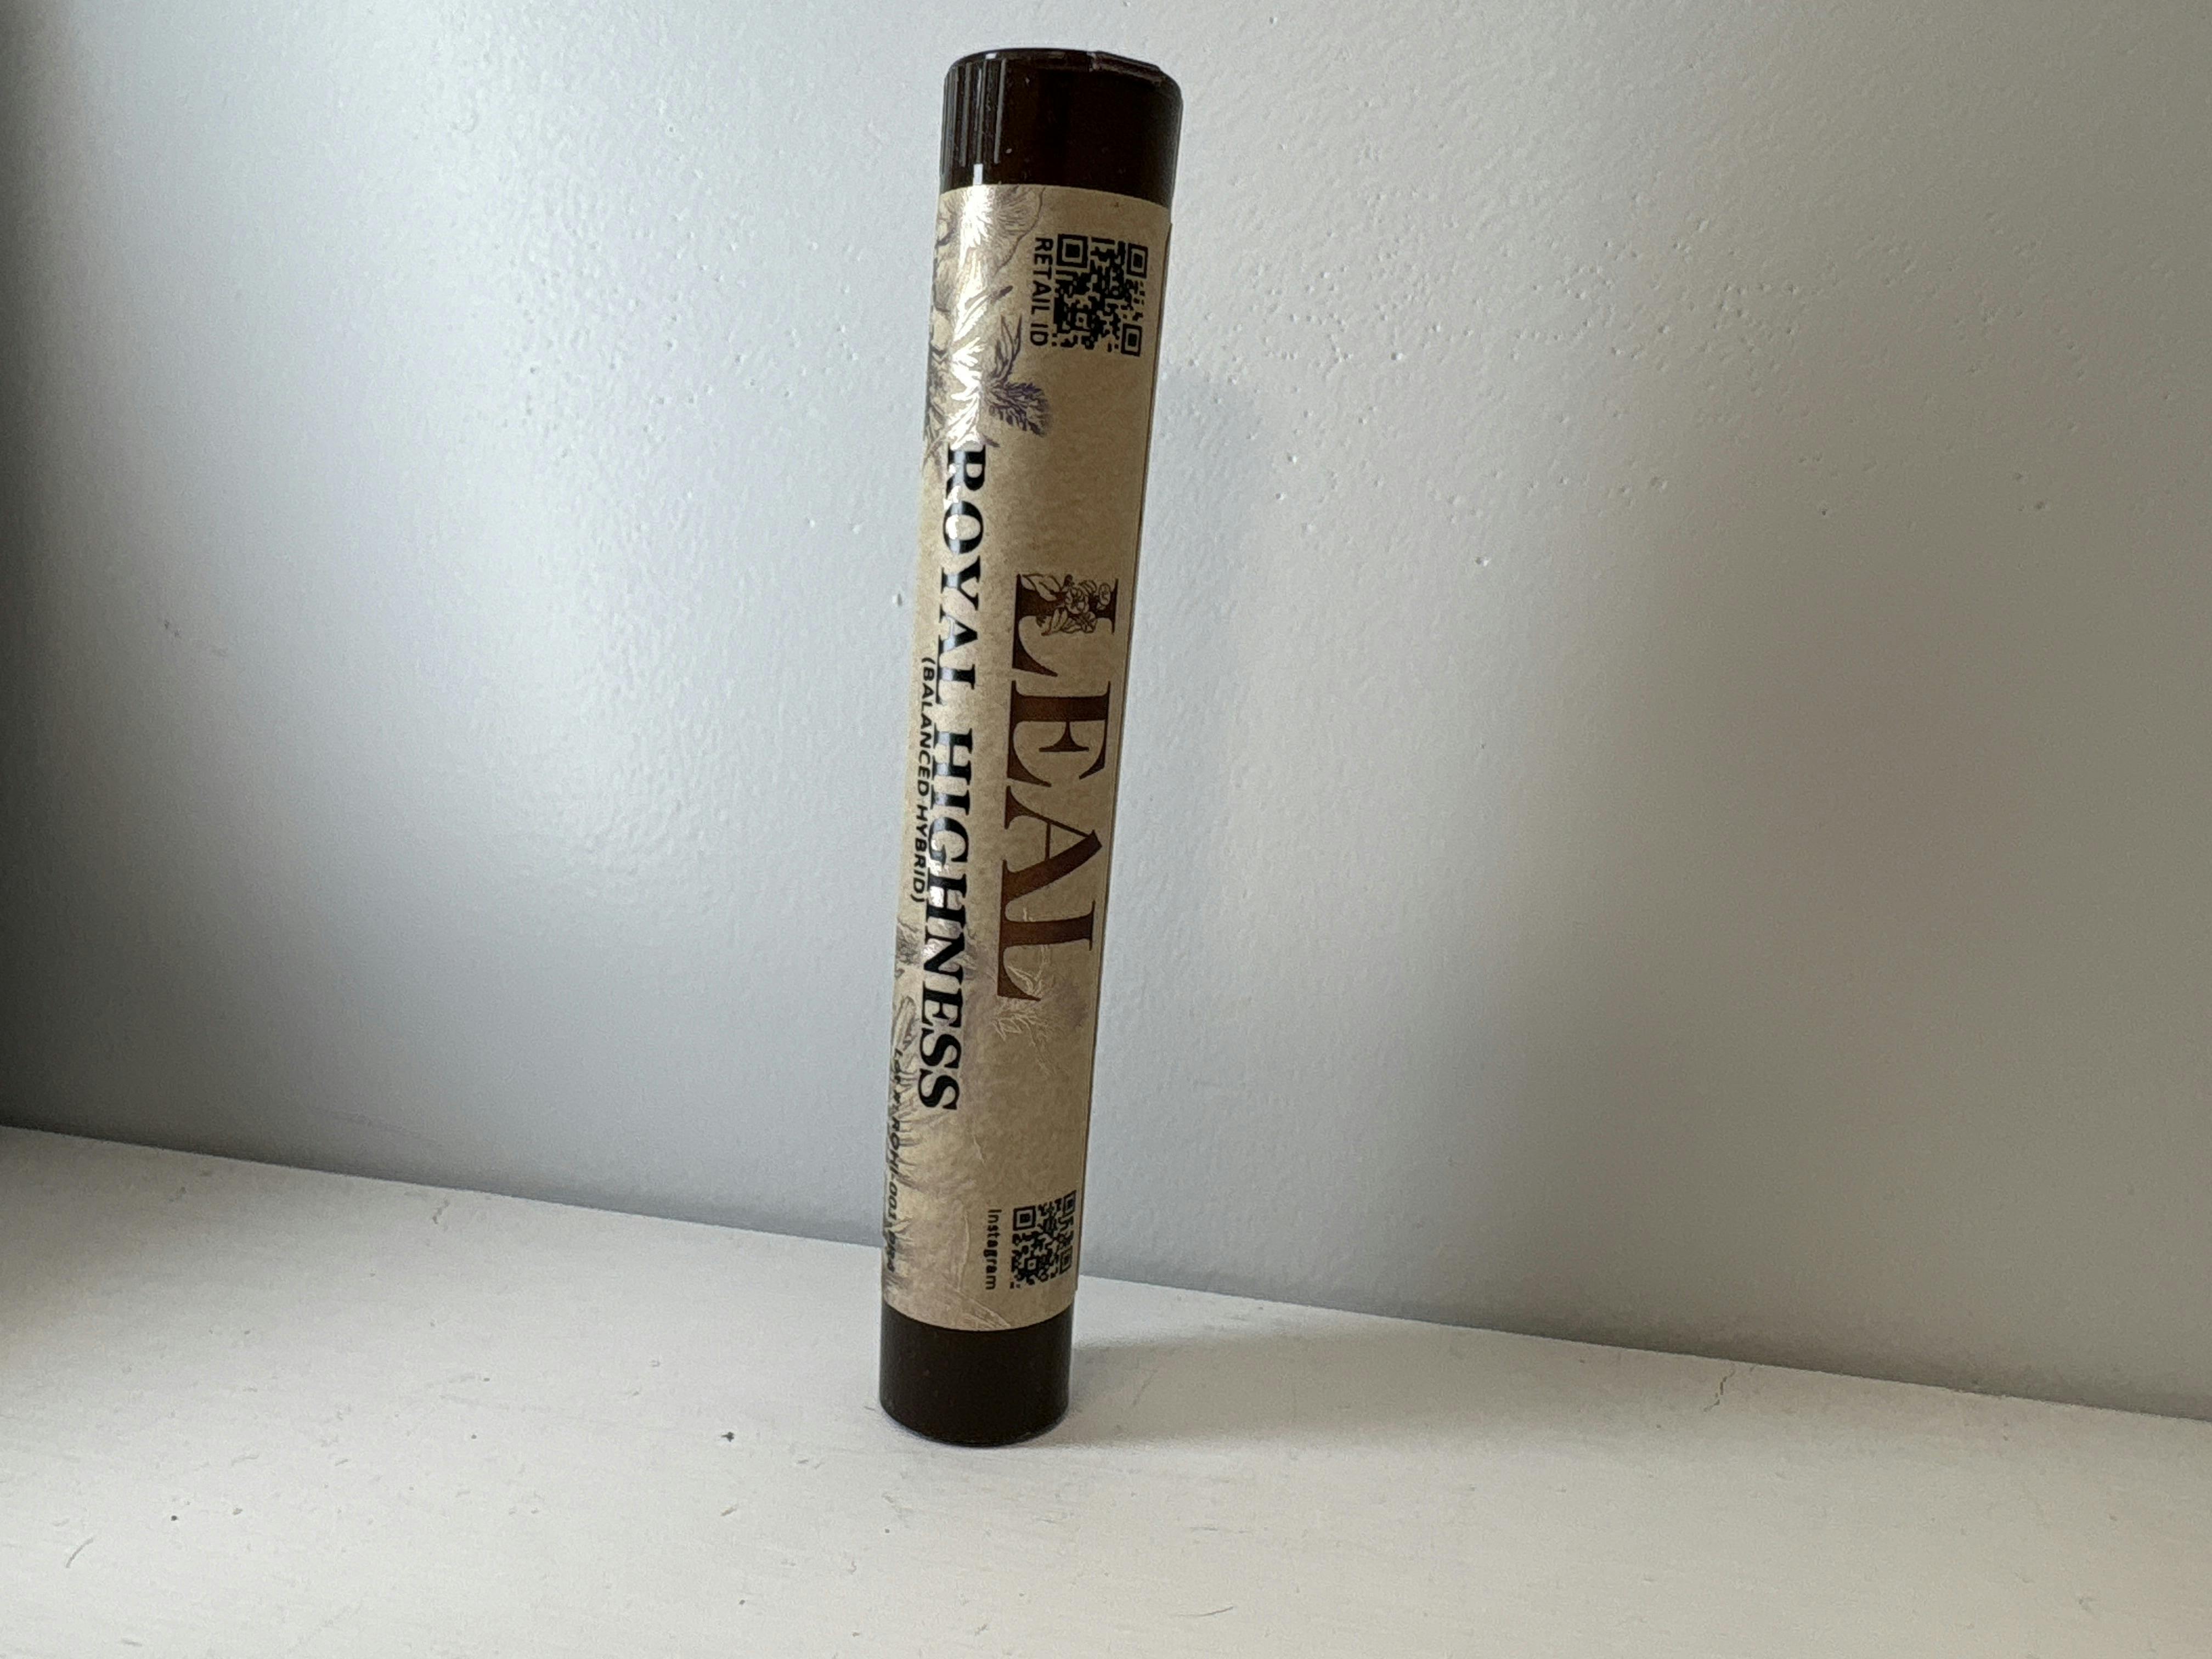 RETAIL ID
LEAL
ROYAL HIGHNESS
(BALANCED HYBRID)
Instagram